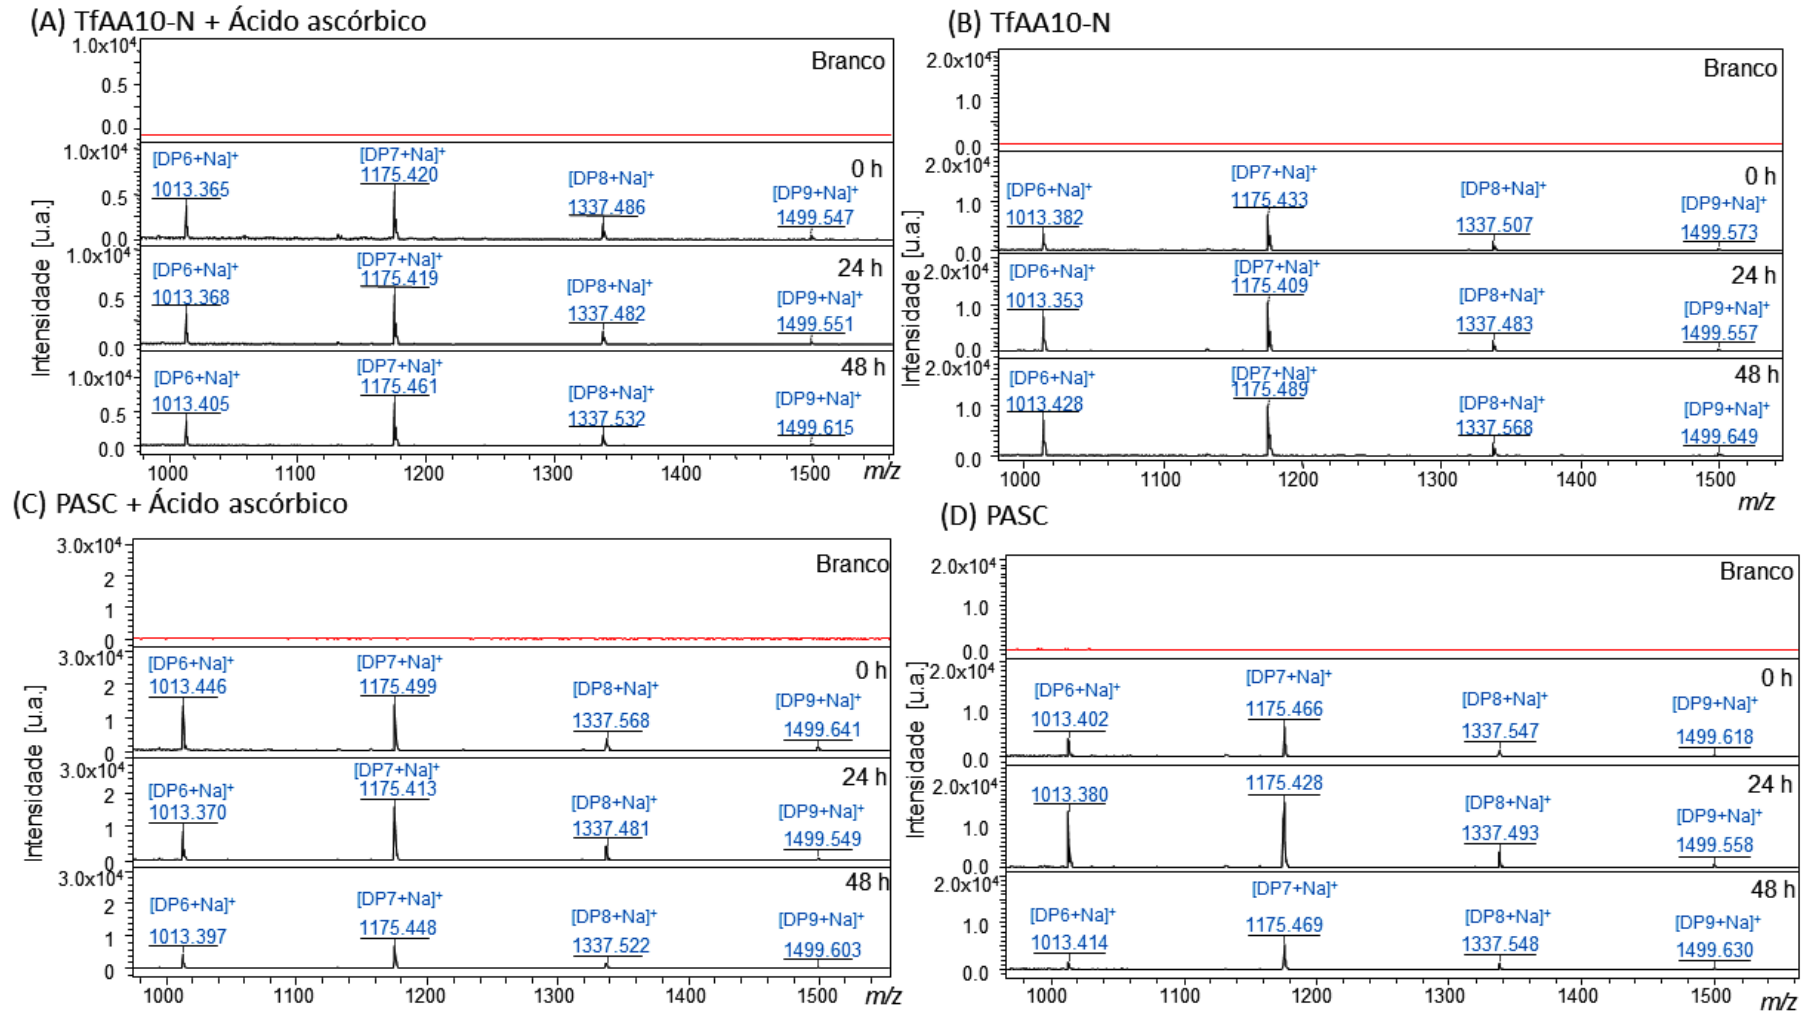 (A) TfAA10-N + Ácido ascórbico
1.0x10⁴
0.5
0.0
Branco
Intensidade [u.a.]
1.0x10⁴
0.5
0.0
0 h
[DP6+Na]⁺
1013.365
[DP7+Na]⁺
1175.420
[DP8+Na]⁺
1337.486
[DP9+Na]⁺
1499.547
1.0x10⁴
0.5
0.0
24 h
[DP6+Na]⁺
1013.368
[DP7+Na]⁺
1175.419
[DP8+Na]⁺
1337.482
[DP9+Na]⁺
1499.551
1.0x10⁴
0.5
0.0
48 h
[DP6+Na]⁺
1013.405
[DP7+Na]⁺
1175.461
[DP8+Na]⁺
1337.532
[DP9+Na]⁺
1499.615
1000 1100 1200 1300 1400 1500
m/z
(B) TfAA10-N
2.0x10⁴
1.0
0.0
Branco
Intensidade [u.a.]
2.0x10⁴
1.0
0.0
0 h
[DP6+Na]⁺
1013.382
[DP7+Na]⁺
1175.433
[DP8+Na]⁺
1337.507
[DP9+Na]⁺
1499.573
2.0x10⁴
1.0
0.0
24 h
[DP6+Na]⁺
1013.353
[DP7+Na]⁺
1175.409
[DP8+Na]⁺
1337.483
[DP9+Na]⁺
1499.557
2.0x10⁴
1.0
0.0
48 h
[DP6+Na]⁺
1013.428
[DP7+Na]⁺
1175.489
[DP8+Na]⁺
1337.568
[DP9+Na]⁺
1499.649
1000 1100 1200 1300 1400 1500
m/z
(C) PASC + Ácido ascórbico
3.0x10⁴
2
1
0
Branco
Intensidade [u.a.]
3.0x10⁴
2
1
0
0 h
[DP6+Na]⁺
1013.446
[DP7+Na]⁺
1175.499
[DP8+Na]⁺
1337.568
[DP9+Na]⁺
1499.641
3.0x10⁴
2
1
0
24 h
[DP6+Na]⁺
1013.370
[DP7+Na]⁺
1175.413
[DP8+Na]⁺
1337.481
[DP9+Na]⁺
1499.549
3.0x10⁴
2
1
0
48 h
[DP6+Na]⁺
1013.397
[DP7+Na]⁺
1175.448
[DP8+Na]⁺
1337.522
[DP9+Na]⁺
1499.603
1000 1100 1200 1300 1400 1500 m/z
(D) PASC
2.0x10⁴
1.0
0.0
Branco
Intensidade [u.a.]
2.0x10⁴
1.0
0.0
0 h
[DP6+Na]⁺
1013.402
[DP7+Na]⁺
1175.466
[DP8+Na]⁺
1337.547
[DP9+Na]⁺
1499.618
2.0x10⁴
1.0
0.0
24 h
1013.380
1175.428
[DP8+Na]⁺
1337.493
[DP9+Na]⁺
1499.558
2.0x10⁴
1.0
0.0
48 h
[DP6+Na]⁺
1013.414
[DP7+Na]⁺
1175.469
[DP8+Na]⁺
1337.548
[DP9+Na]⁺
1499.630
1000 1100 1200 1300 1400 1500
m/z